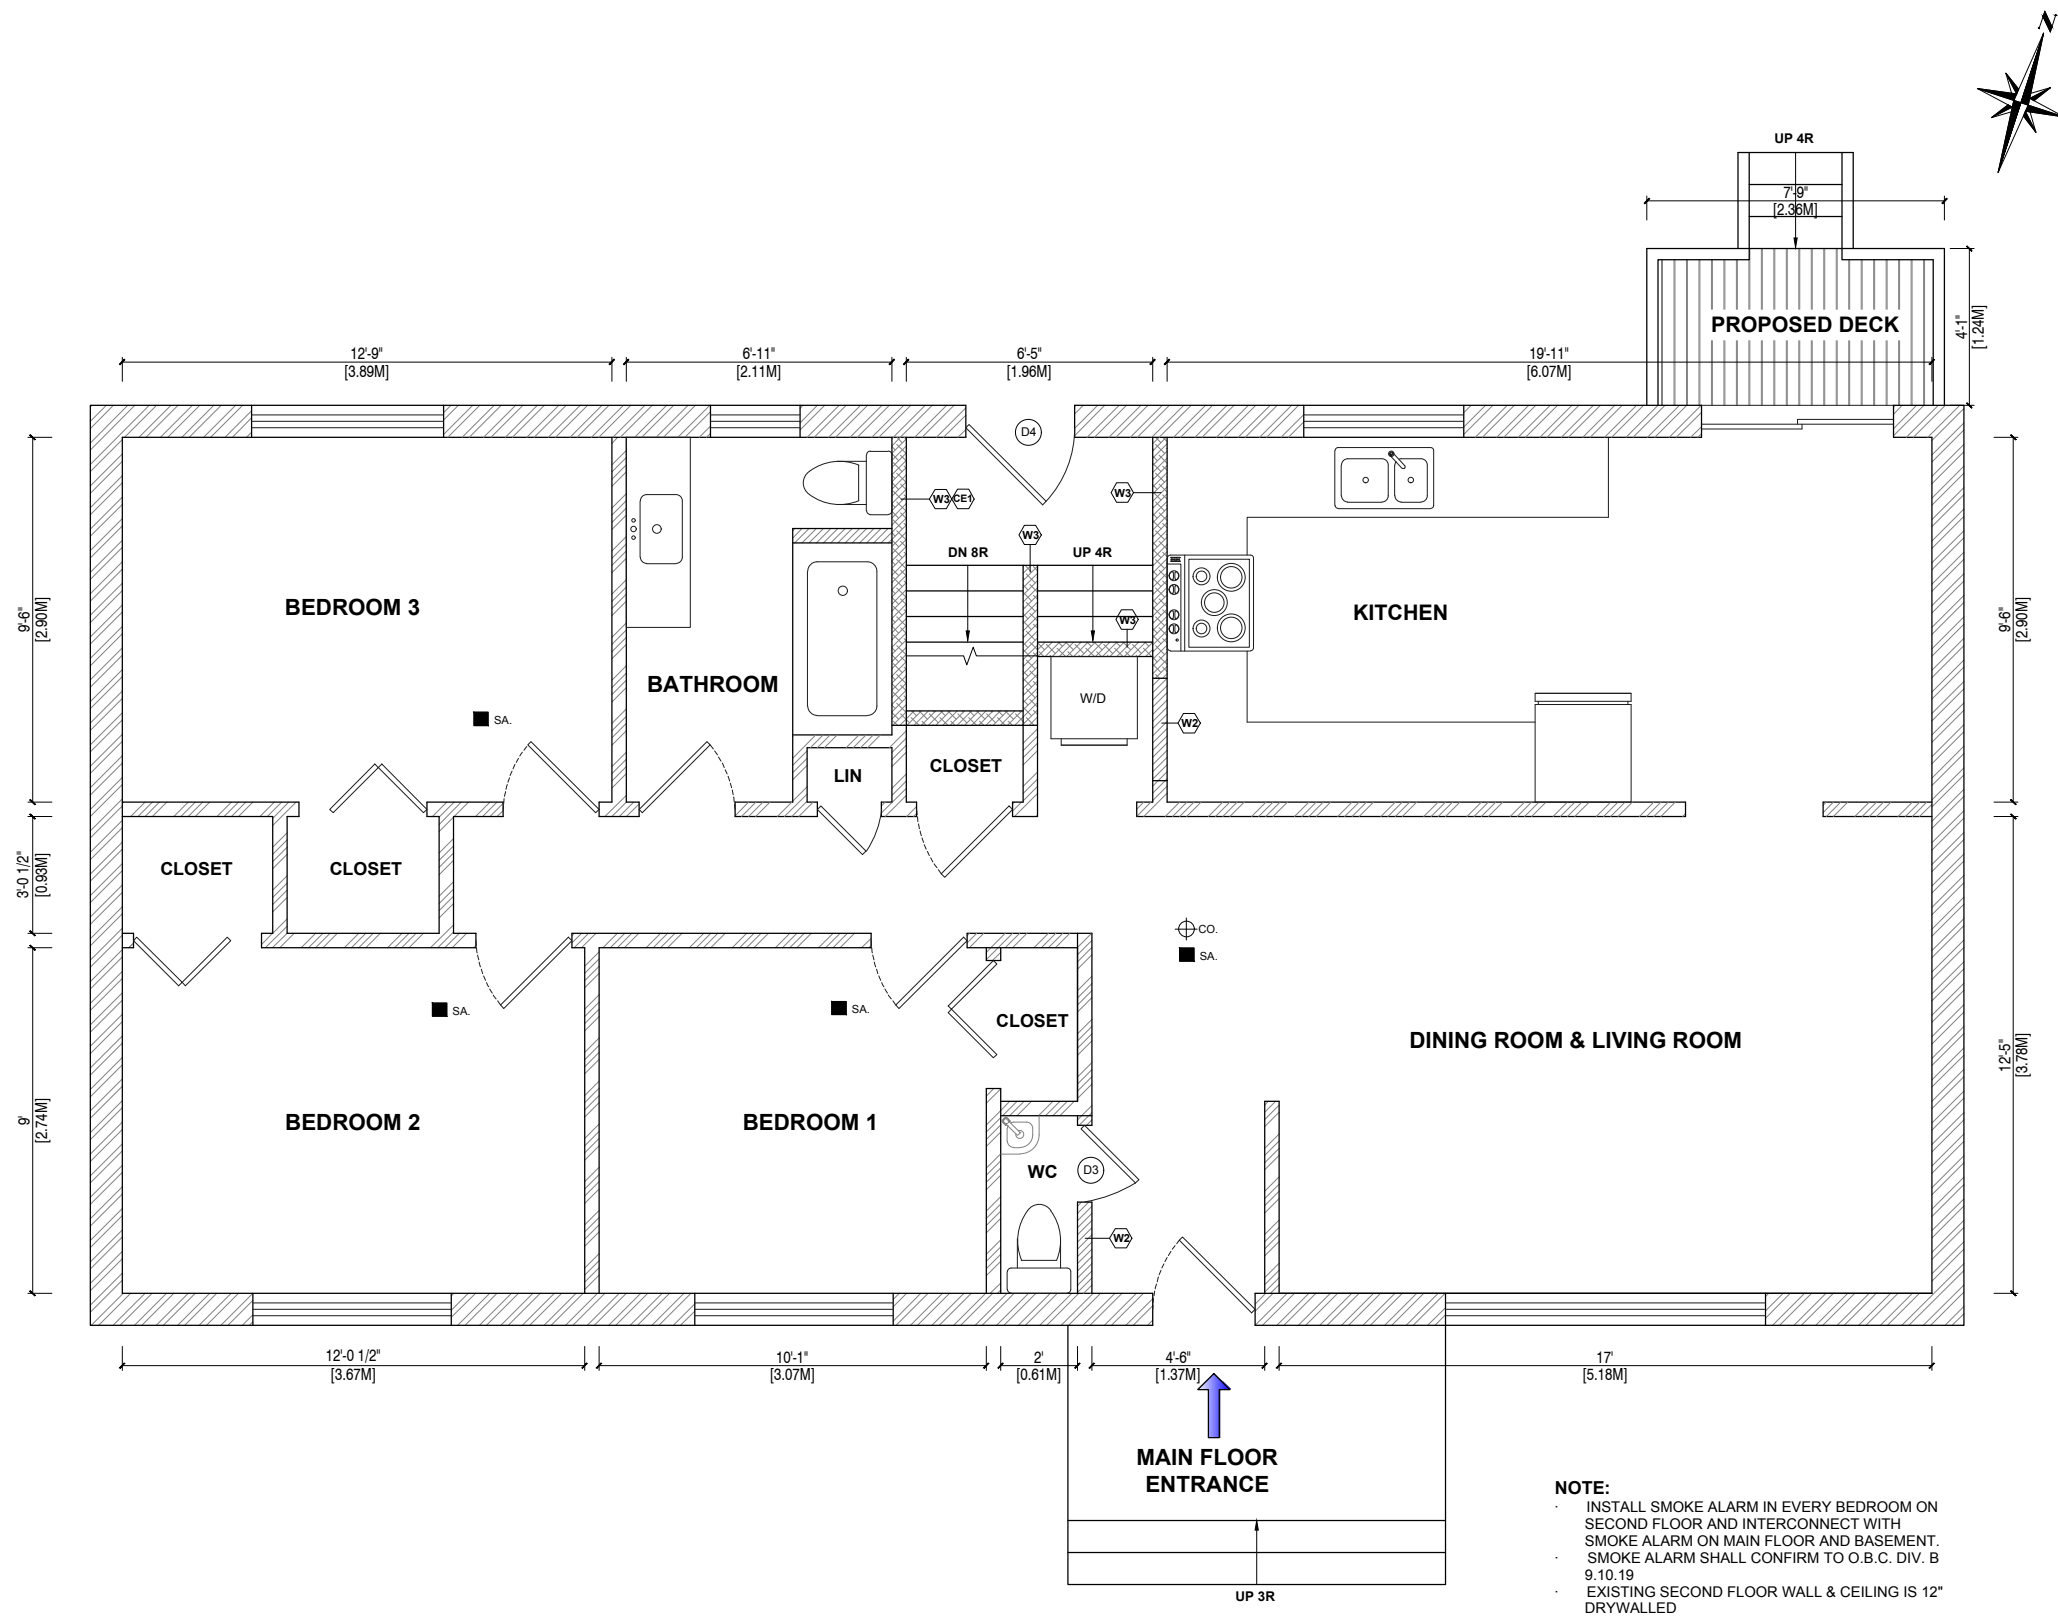 N
UP 4R
7'-9"
[2.36M]
PROPOSED DECK
4'-1"
[1.24M]
12'-9"
[3.89M]
6'-11"
[2.11M]
6'-5"
[1.96M]
19'-11"
[6.07M]
D4
W3
CE1
W3
W3
DN 8R
UP 4R
W3
9'-6"
[2.90M]
BEDROOM 3
KITCHEN
9'-6"
[2.90M]
BATHROOM
W/D
SA.
W2
LIN
CLOSET
3'-0 1/2"
[0.93M]
CLOSET
CLOSET
CO.
SA.
SA.
SA.
CLOSET
DINING ROOM & LIVING ROOM
12'-5"
[3.78M]
9'
[2.74M]
BEDROOM 2
BEDROOM 1
WC
D3
W2
12'-0 1/2"
[3.67M]
10'-1"
[3.07M]
2'
[0.61M]
4'-6"
[1.37M]
17'
[5.18M]
MAIN FLOOR
ENTRANCE
UP 3R
NOTE:
· INSTALL SMOKE ALARM IN EVERY BEDROOM ON
SECOND FLOOR AND INTERCONNECT WITH
SMOKE ALARM ON MAIN FLOOR AND BASEMENT.
· SMOKE ALARM SHALL CONFIRM TO O.B.C. DIV. B
9.10.19
· EXISTING SECOND FLOOR WALL & CEILING IS 12"
DRYWALLED